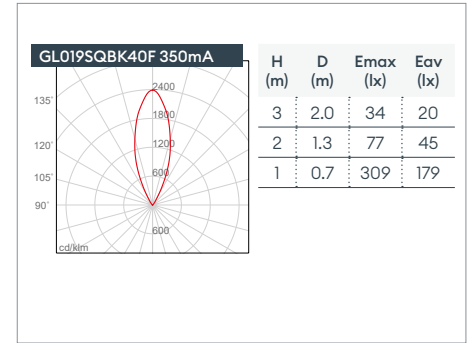 GL019SQBK40F 350mA
2400
1800
1200
600
600
135°
120°
105°
90°
cd/klm
H D Emax Eav
(m) (m) (lx) (lx)
3 2.0 34 20
2 1.3 77 45
1 0.7 309 179